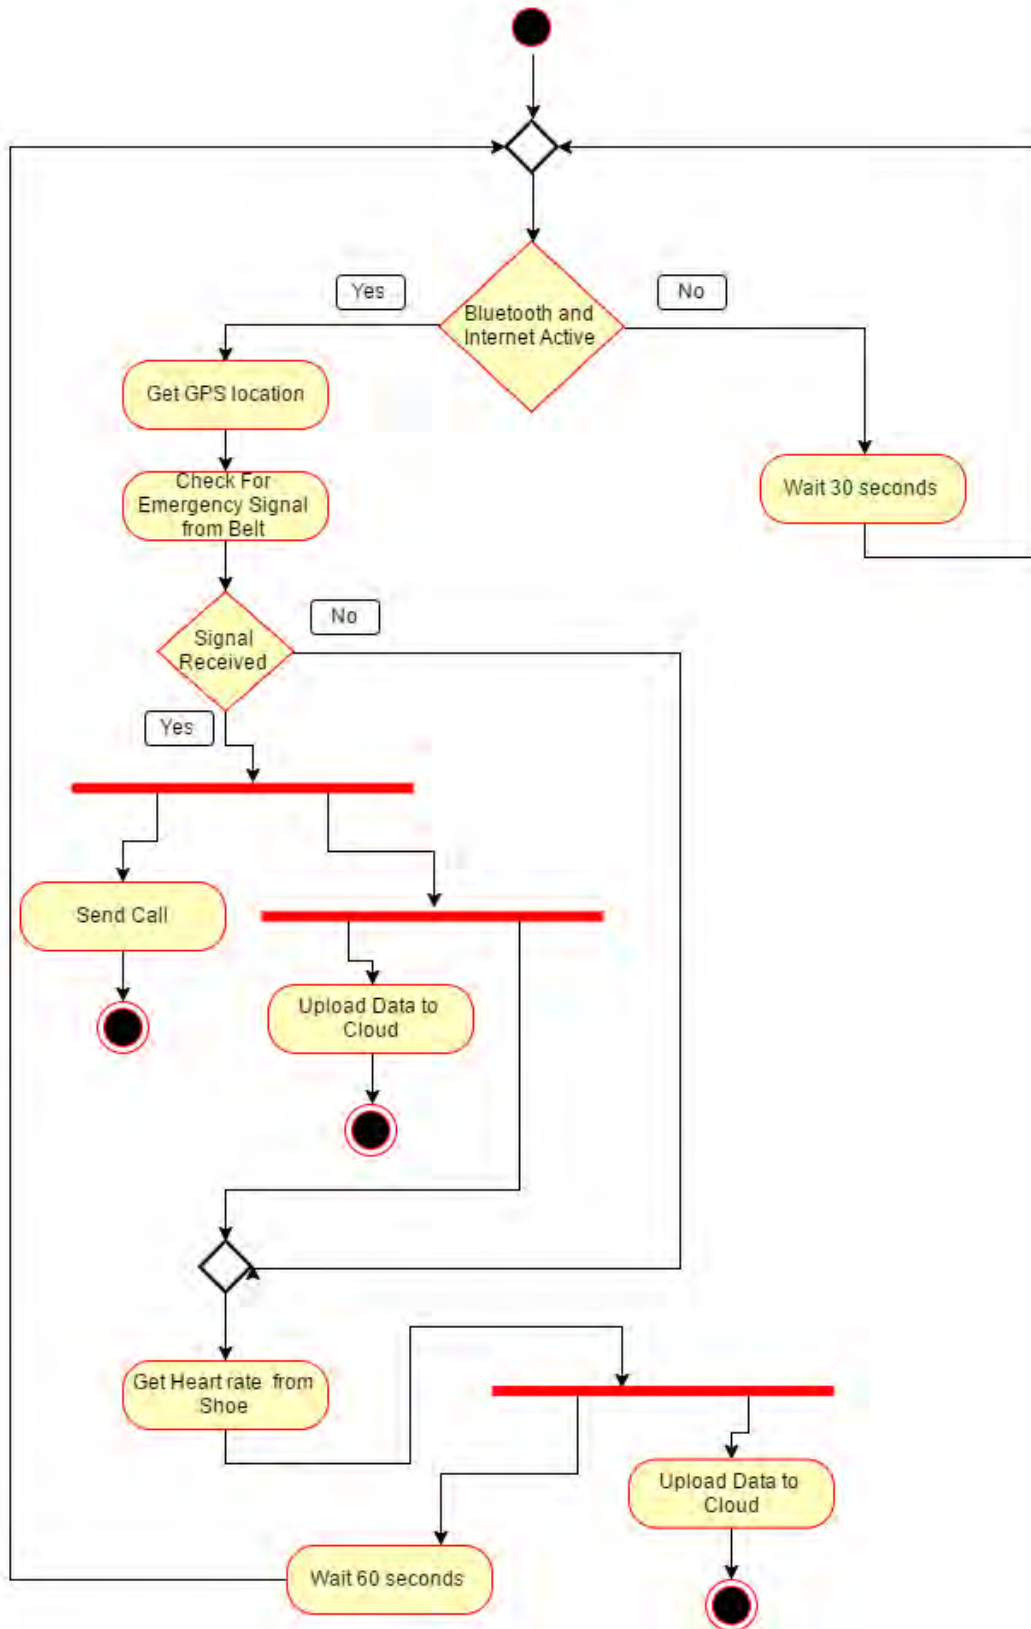 Yes
No
Bluetooth and
Internet Active
Get GPS location
Check For
Emergency Signal
from Belt
Wait 30 seconds
No
Signal
Received
Yes
Send Call
Upload Data to
Cloud
Get Heart rate from
Shoe
Upload Data to
Cloud
Wait 60 seconds